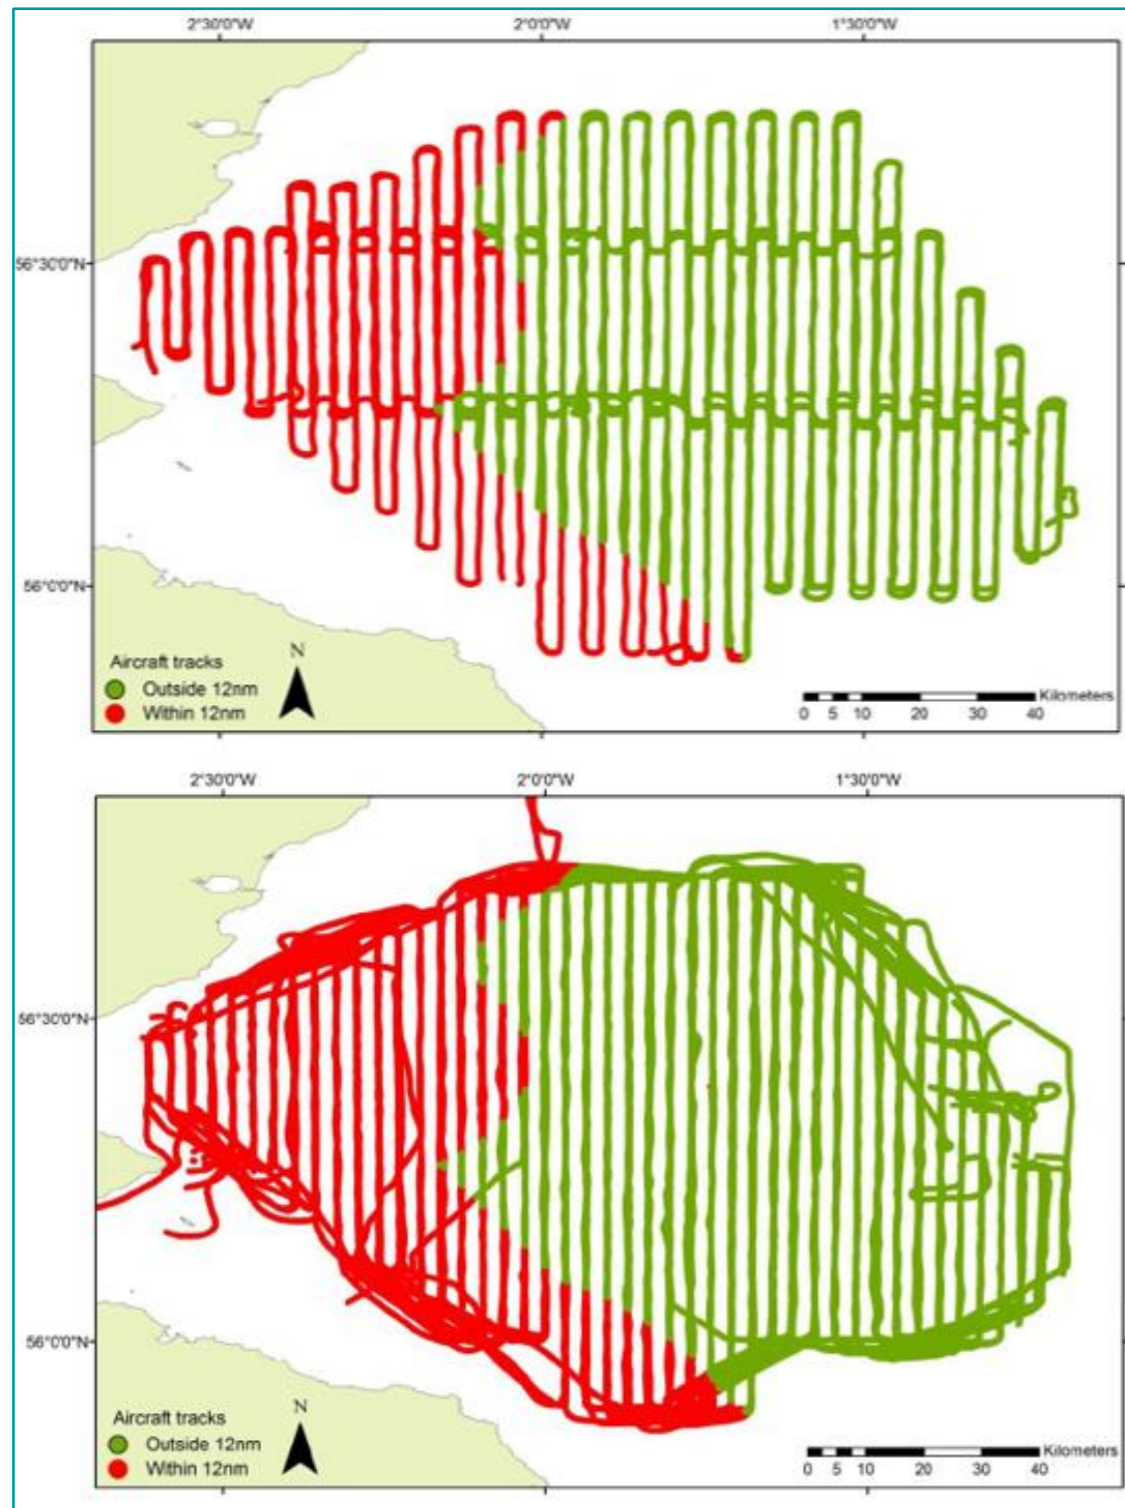 2°30'0"W 2°0'0"W 1°30'0"W
56°30'0"N
56°0'0"N
Aircraft tracks
Outside 12nm
Within 12nm
N
Kilometers
0 5 10 20 30 40
2°30'0"W 2°0'0"W 1°30'0"W
56°30'0"N
56°0'0"N
Aircraft tracks
Outside 12nm
Within 12nm
N
Kilometers
0 5 10 20 30 40